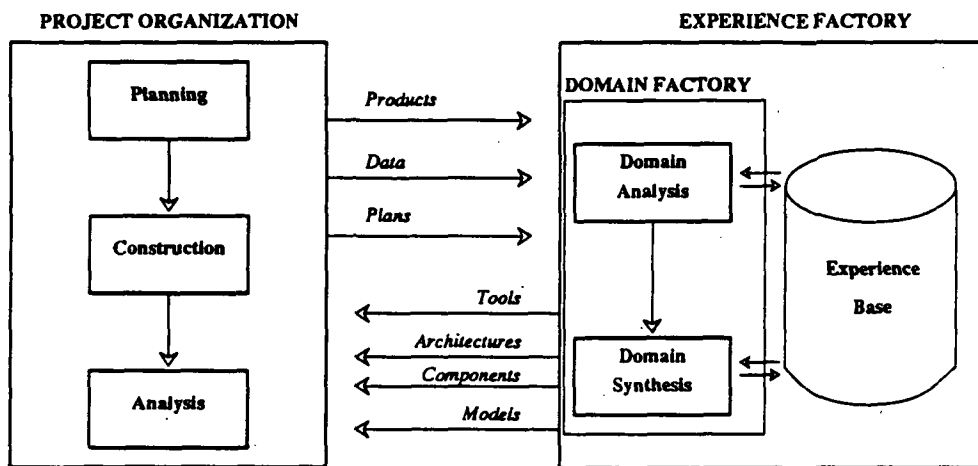 PROJECT ORGANIZATION
EXPERIENCE FACTORY
Planning
Construction
Analysis
Products
Data
Plans
Tools
Architectures
Components
Models
DOMAIN FACTORY
Domain
Analysis
Domain
Synthesis
Experience
Base